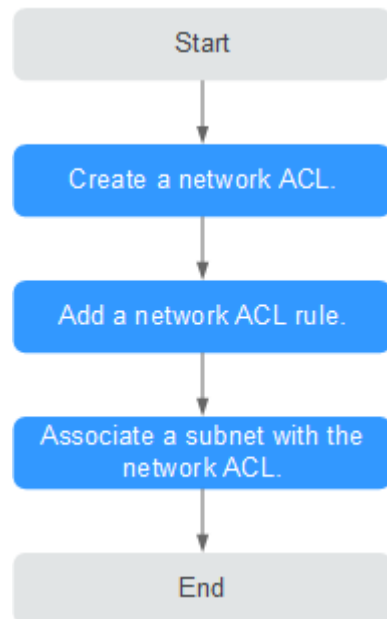 Start
Create a network ACL.
Add a network ACL rule.
Associate a subnet with the
network ACL.
End